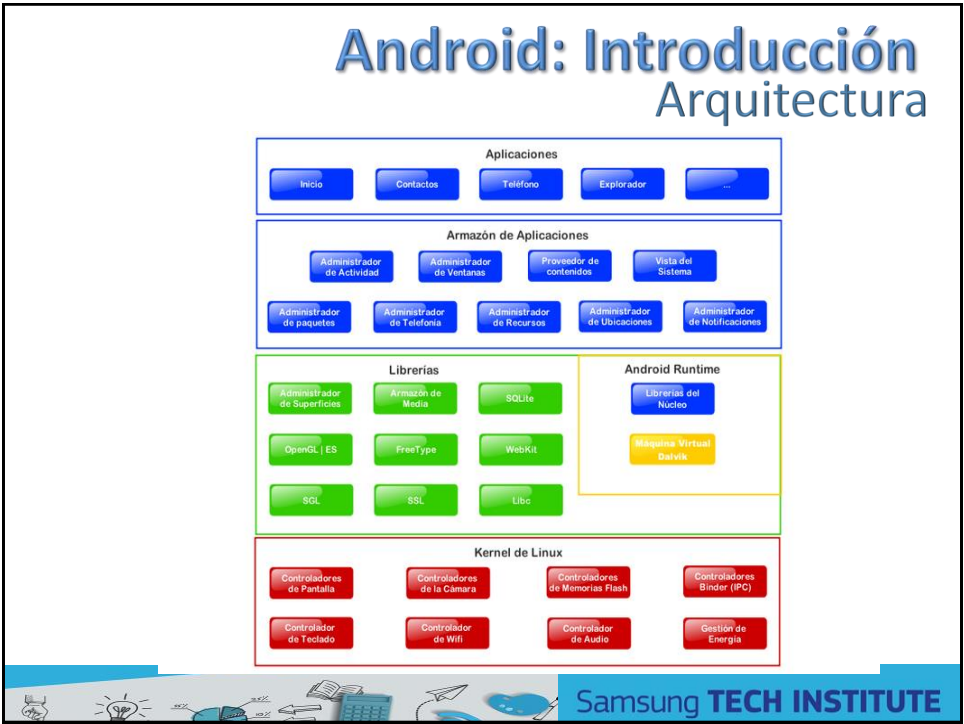 Android: Introducción
Arquitectura
Aplicaciones
Inicio
Contactos
Teléfono
Explorador
...
Armazón de Aplicaciones
Administrador
de Actividad
Administrador
de Ventanas
Proveedor de
contenidos
Vista del
Sistema
Administrador
de paquetes
Administrador
de Telefonía
Administrador
de Recursos
Administrador
de Ubicaciones
Administrador
de Notificaciones
Librerías
Administrador
de Superficies
Armazón de
Media
SQLite
OpenGL | ES
FreeType
WebKit
SGL
SSL
Libc
Android Runtime
Librerías del
Núcleo
Máquina Virtual
Dalvik
Kernel de Linux
Controladores
de Pantalla
Controladores
de la Cámara
Controladores
de Memorias Flash
Controladores
Binder (IPC)
Controlador
de Teclado
Controlador
de Wifi
Controlador
de Audio
Gestión de
Energía
Samsung TECH INSTITUTE